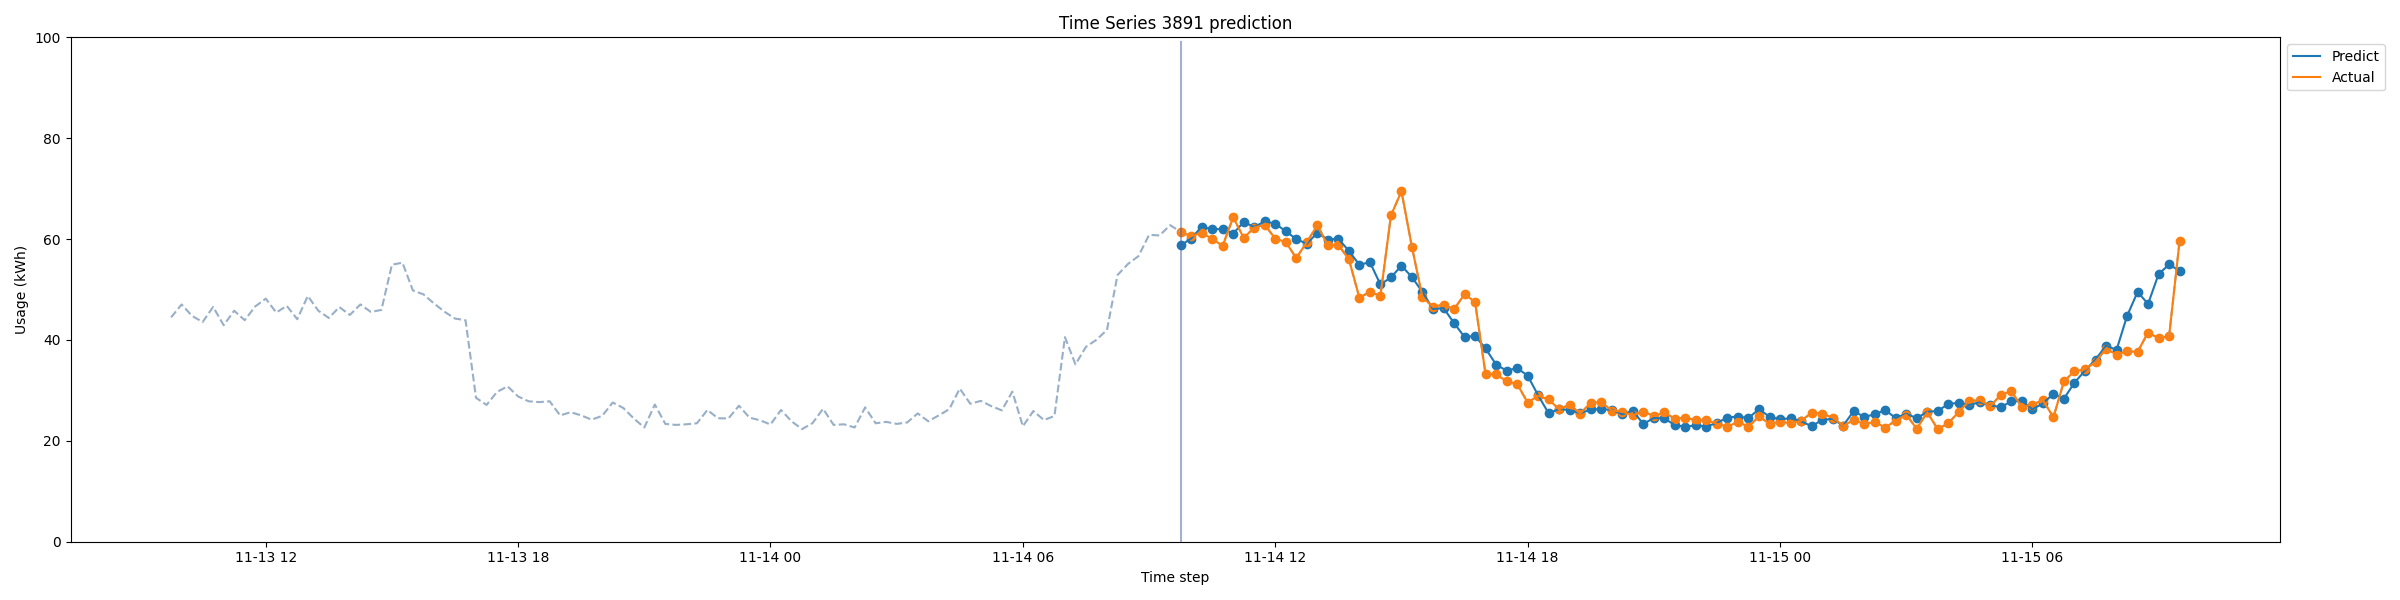 Time Series 3891 prediction
Predict
Actual
Usage (kWh)
100
80
60
40
20
0
11-13 12
11-13 18
11-14 00
11-14 06
11-14 12
11-14 18
11-15 00
11-15 06
Time step